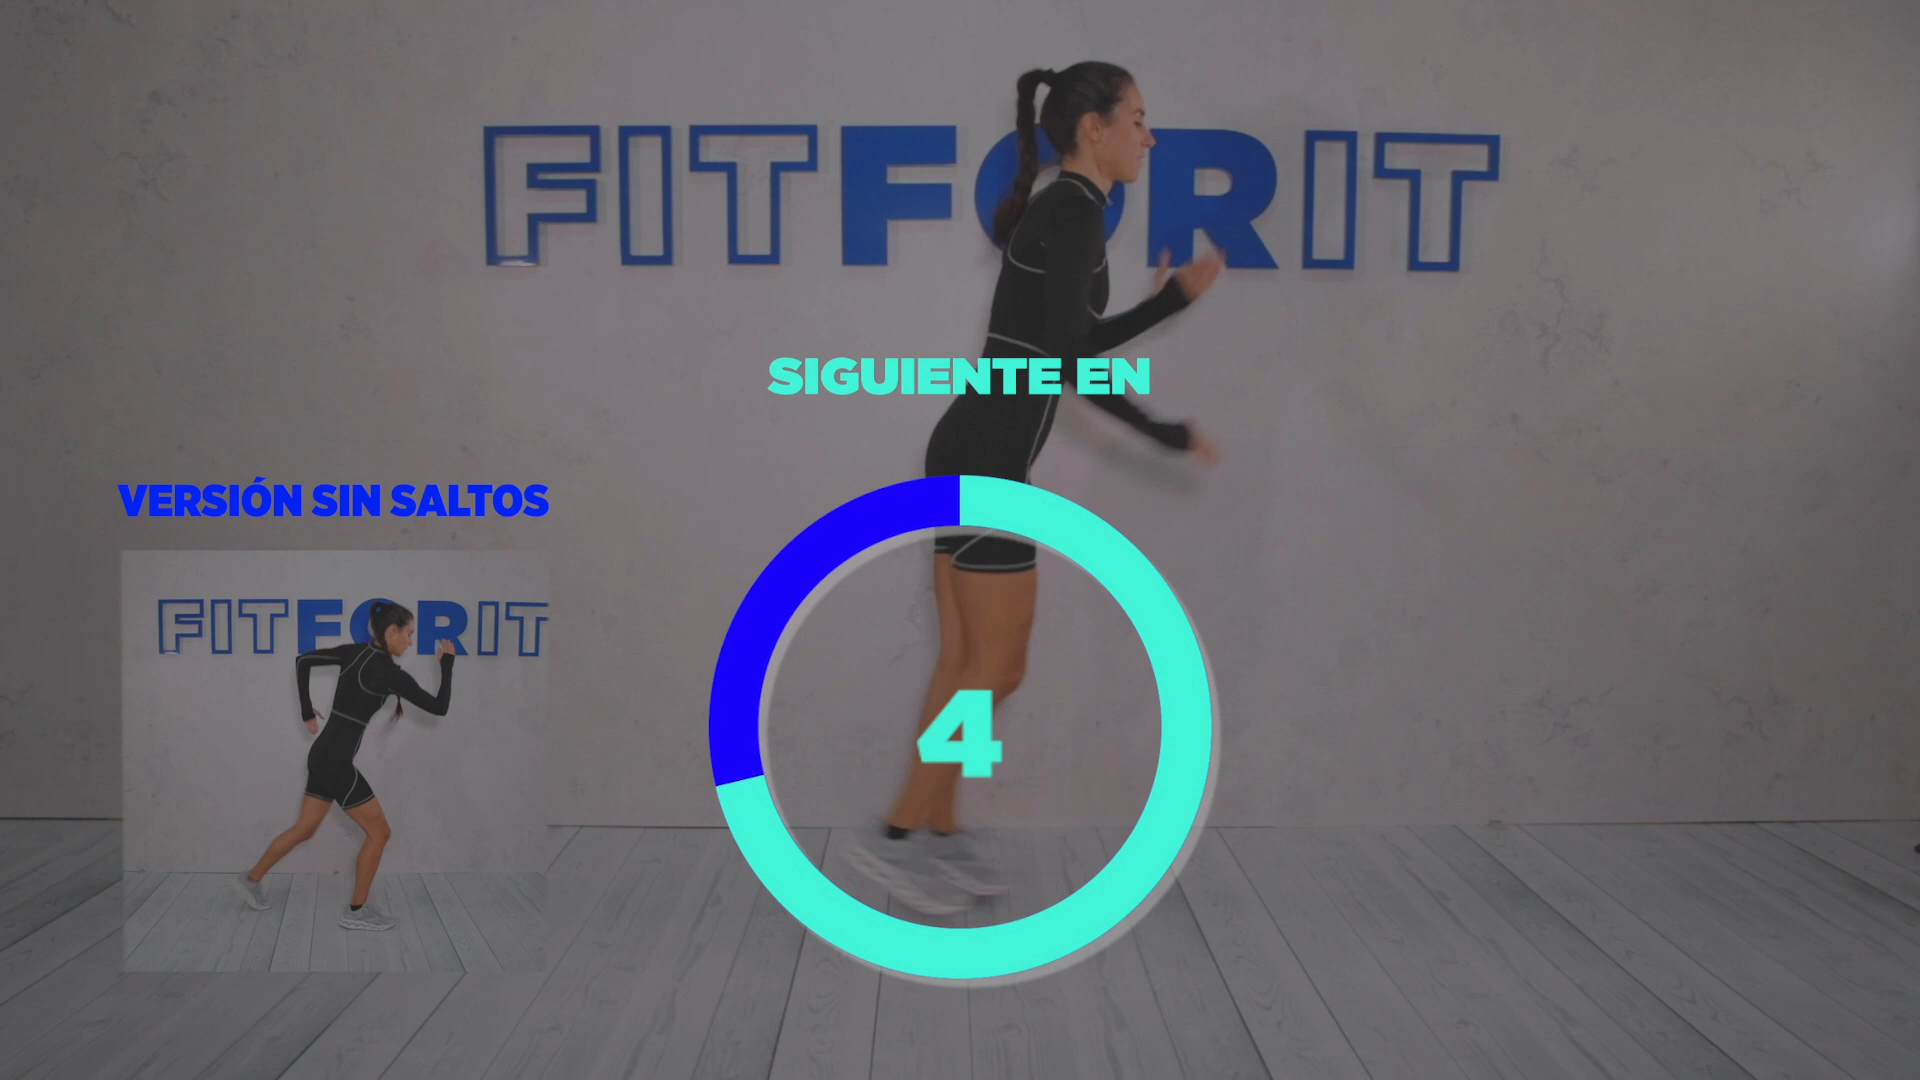 FITFORIT
SIGUIENTE EN
VERSIÓN SIN SALTOS
FITFORIT
4